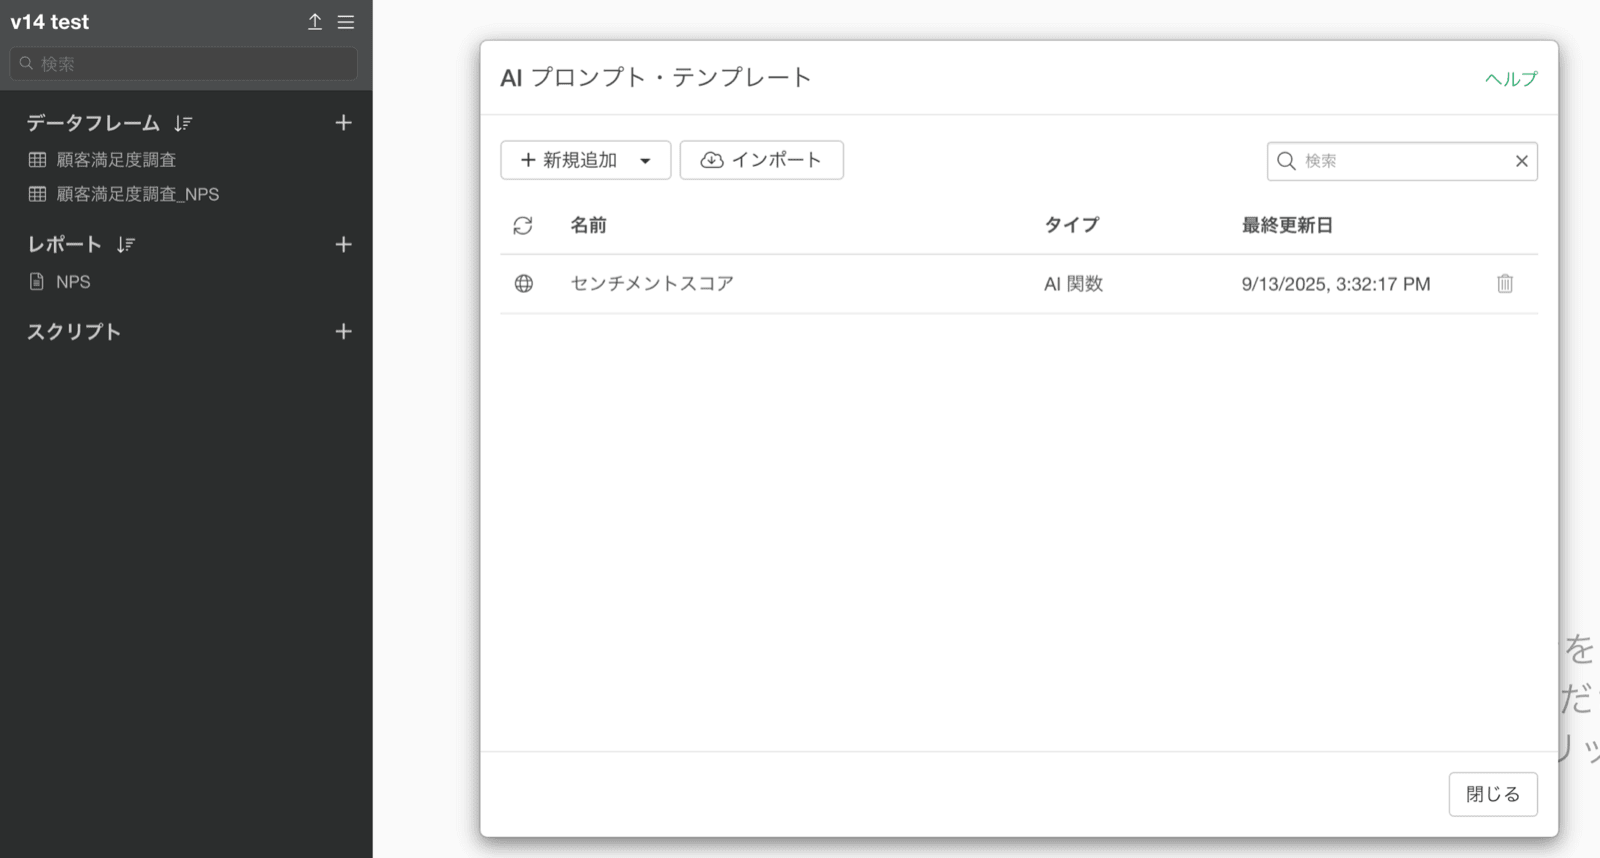 v14 test
検索
データフレーム
顧客満足度調査
顧客満足度調査_NPS
レポート
NPS
スクリプト
AI プロンプト・テンプレート
ヘルプ
新規追加
インポート
検索
名前 タイプ 最終更新日
センチメントスコア AI 関数 9/13/2025, 3:32:17 PM
を
だ
リッ
閉じる